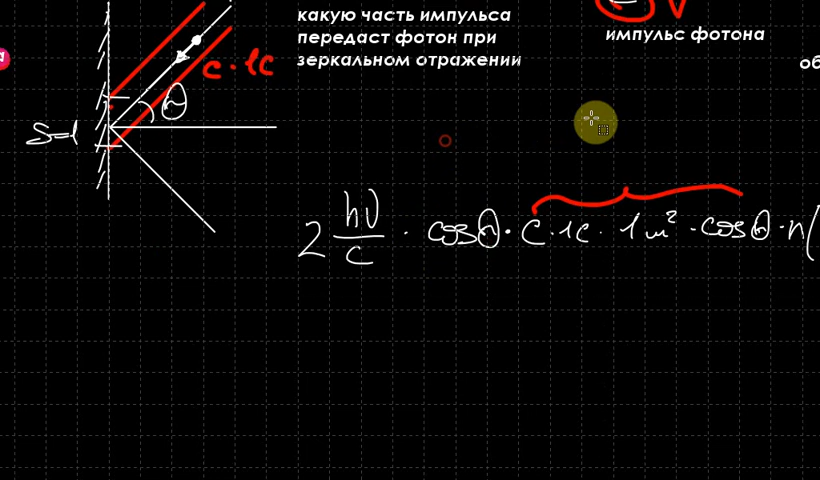 какую часть импульса
передаст фотон при
зеркальном отражении
V
импульс фотона
об
c · 1c
θ
S=1
2 hν/c · cosθ · c · 1c · 1м² · cosθ · n(